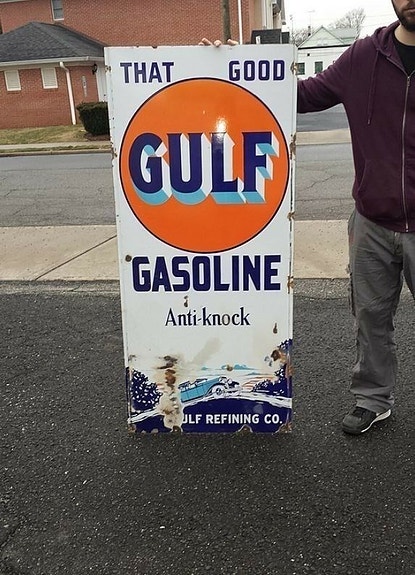 THAT GOOD
GULF
GASOLINE
Anti-knock
ULF REFINING CO.